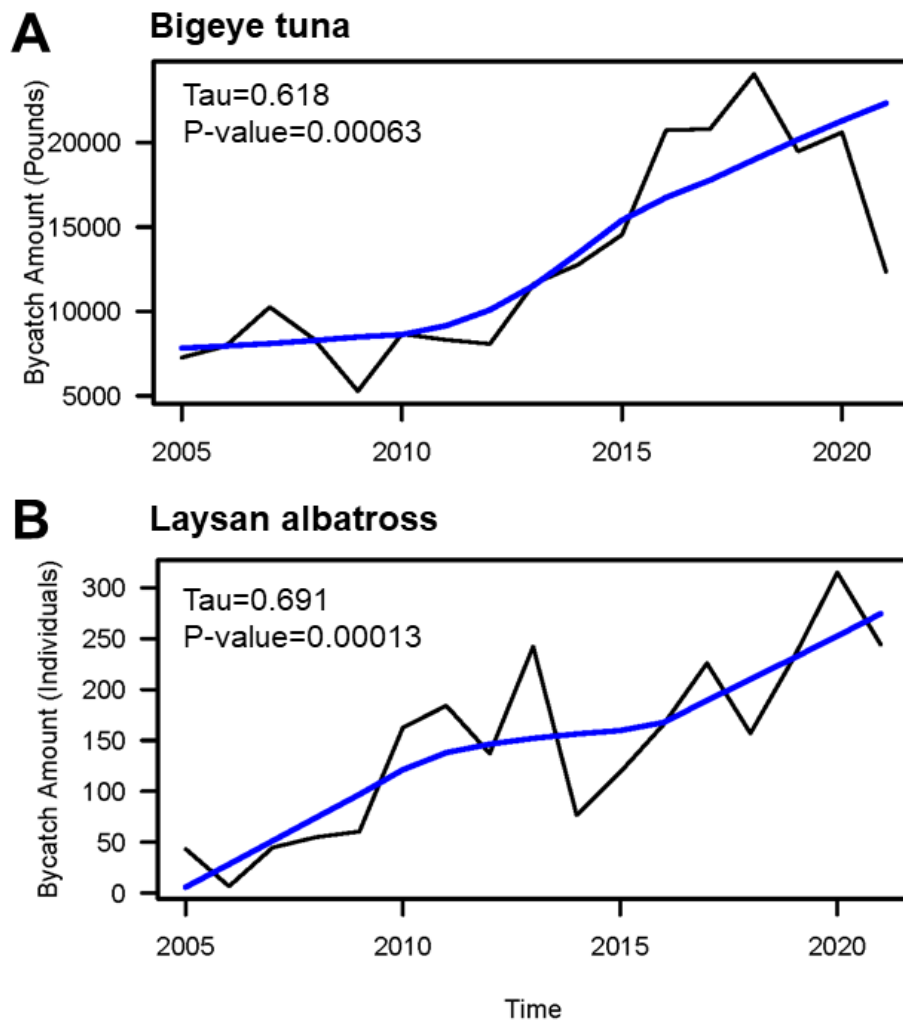 A
Bigeye tuna
Bycatch Amount (Pounds)
Tau=0.618
P-value=0.00063
20000
15000
10000
5000
2005 2010 2015 2020
B
Laysan albatross
Bycatch Amount (Individuals)
Tau=0.691
P-value=0.00013
300
250
200
150
100
50
0
2005 2010 2015 2020
Time